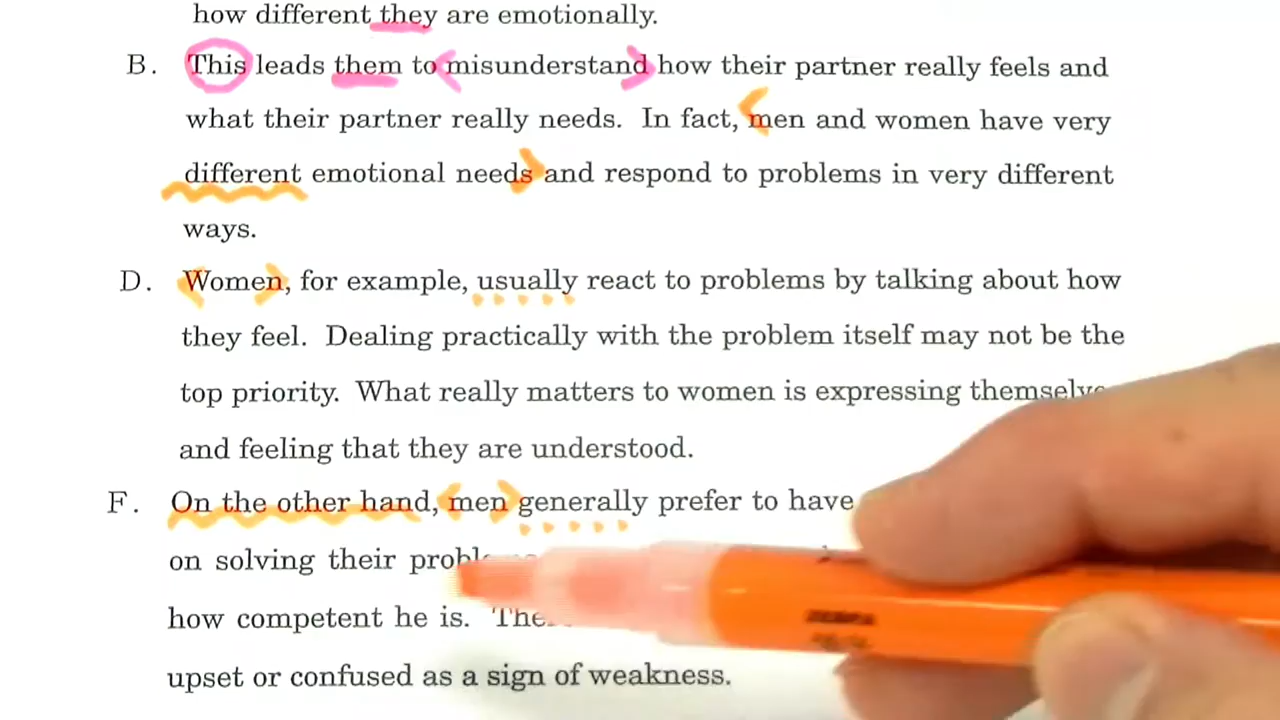 how different they are emotionally.
B. This leads them to misunderstand how their partner really feels and
what their partner really needs. In fact, men and women have very
different emotional needs and respond to problems in very different
ways.
D. Women, for example, usually react to problems by talking about how
they feel. Dealing practically with the problem itself may not be the
top priority. What really matters to women is expressing
and feeling that they are understood.
F. On the other hand, men generally prefer to have
on solving their
how competent he is.
upset or confused as a sign of weakness.